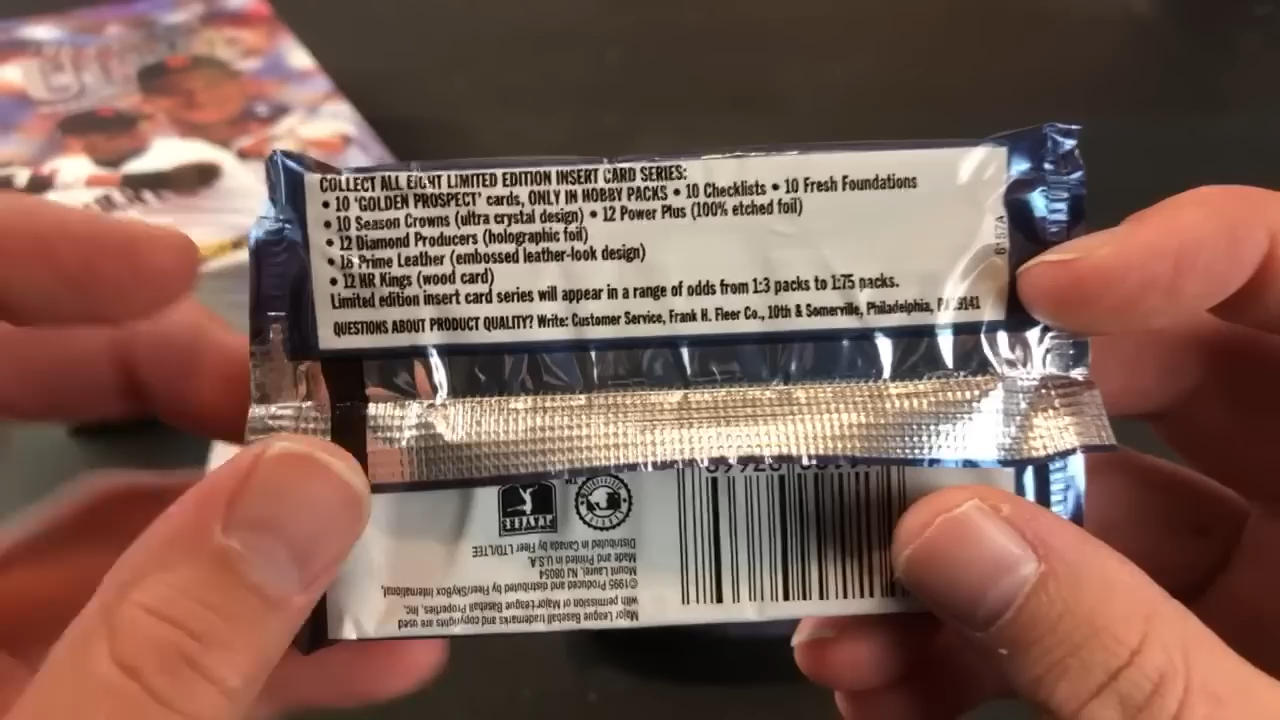 COLLECT ALL EIGHT LIMITED EDITION INSERT CARD SERIES:
• 10 'GOLDEN PROSPECT' cards, ONLY IN HOBBY PACKS • 10 Checklists • 10 Fresh Foundations
• 10 Season Crowns (ultra crystal design) • 12 Power Plus (100% etched foil)
• 12 Diamond Producers (holographic foil)
• 18 Prime Leather (embossed leather-look design)
• 12 HR Kings (wood card)
Limited edition insert card series will appear in a range of odds from 1:3 packs to 1:75 packs.
QUESTIONS ABOUT PRODUCT QUALITY? Write: Customer Service, Frank H. Fleer Co., 10th & Somerville, Philadelphia, PA 19141
6157A
Major League Baseball trademarks and copyrights are used
with permission of Major League Baseball Properties, Inc.
©1995 Produced and distributed by Fleer/SkyBox International,
Mount Laurel, NJ 08054
Made and Printed in U.S.A.
Distributed in Canada by Fleer LTD/LTEE
PLAYERS
TM